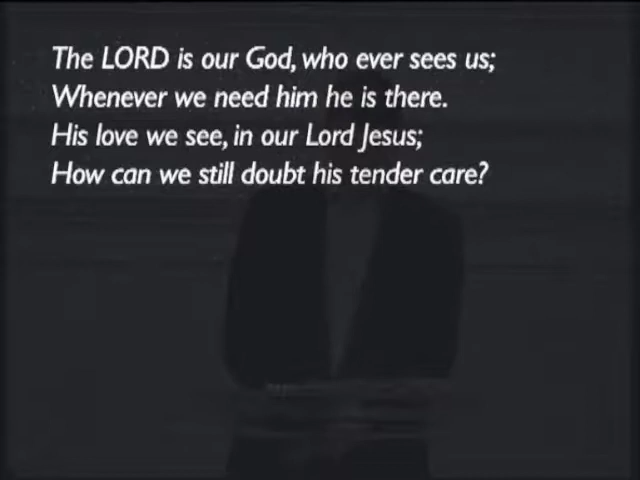 The LORD is our God, who ever sees us;
Whenever we need him he is there.
His love we see, in our Lord Jesus;
How can we still doubt his tender care?